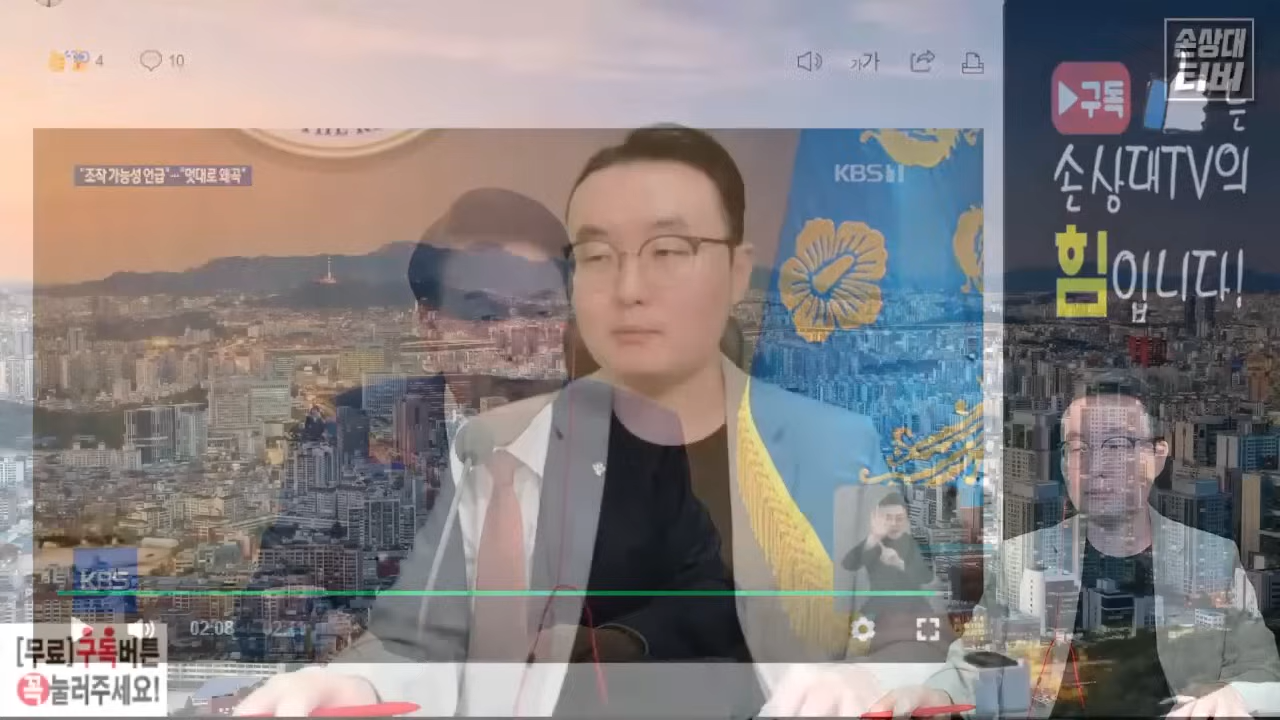 4
10
가가
손상대
티비
구독
는
손상대TV의
힘입니다!
"조작 가능성 언급"…"멋대로 왜곡"
KBS
KBS
02:08
[무료]구독버튼
꼭눌러주세요!